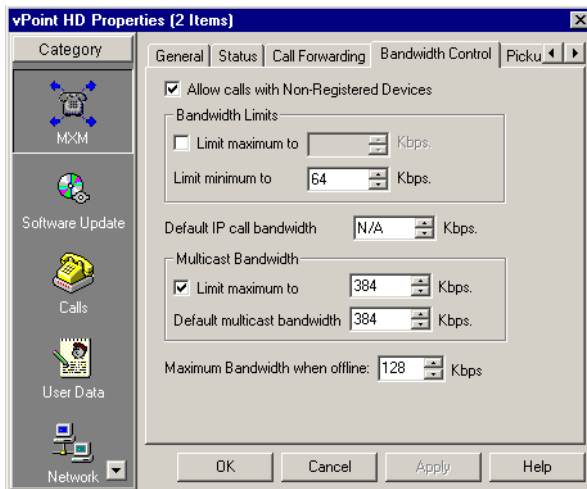 vPoint HD Properties (2 Items)
Category
MXM
Software Update
Calls
User Data
Network
General Status Call Forwarding Bandwidth Control Picku
Allow calls with Non-Registered Devices
Bandwidth Limits
Limit maximum to Kbps.
Limit minimum to 64 Kbps.
Default IP call bandwidth N/A Kbps.
Multicast Bandwidth
Limit maximum to 384 Kbps.
Default multicast bandwidth 384 Kbps.
Maximum Bandwidth when offline: 128 Kbps
OK Cancel Apply Help